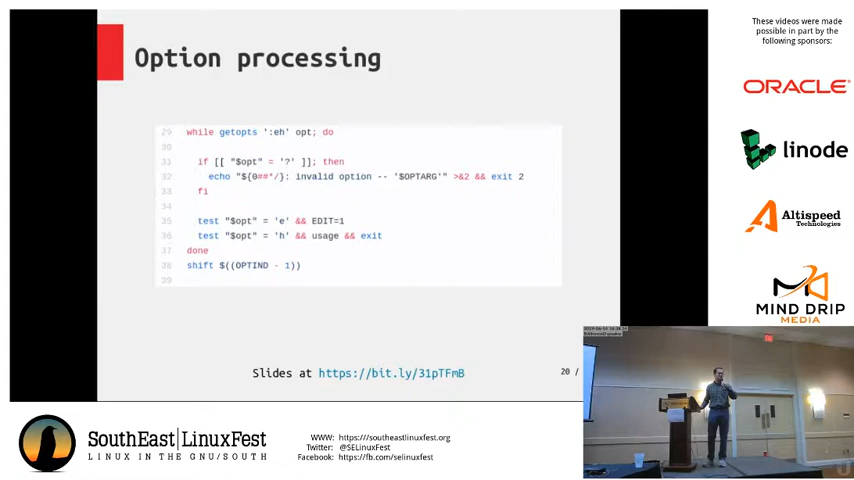 Option processing
29 while getopts ':eh' opt; do
30
31 if [[ "$opt" = '?' ]]; then
32 echo "${0##*/}: invalid option -- '$OPTARG'" >&2 && exit 2
33 fi
34
35 test "$opt" = 'e' && EDIT=1
36 test "$opt" = 'h' && usage && exit
37 done
38 shift $((OPTIND - 1))
39
Slides at https://bit.ly/31pTFmB
20 /
These videos were made
possible in part by the
following sponsors:
ORACLE
linode
Altispeed
Technologies
MIND DRIP
MEDIA
SouthEast|LinuxFest
LINUX IN THE GNU/SOUTH
WWW: https:///southeastlinuxfest.org
Twitter: @SELinuxFest
Facebook: https://fb.com/selinuxfest